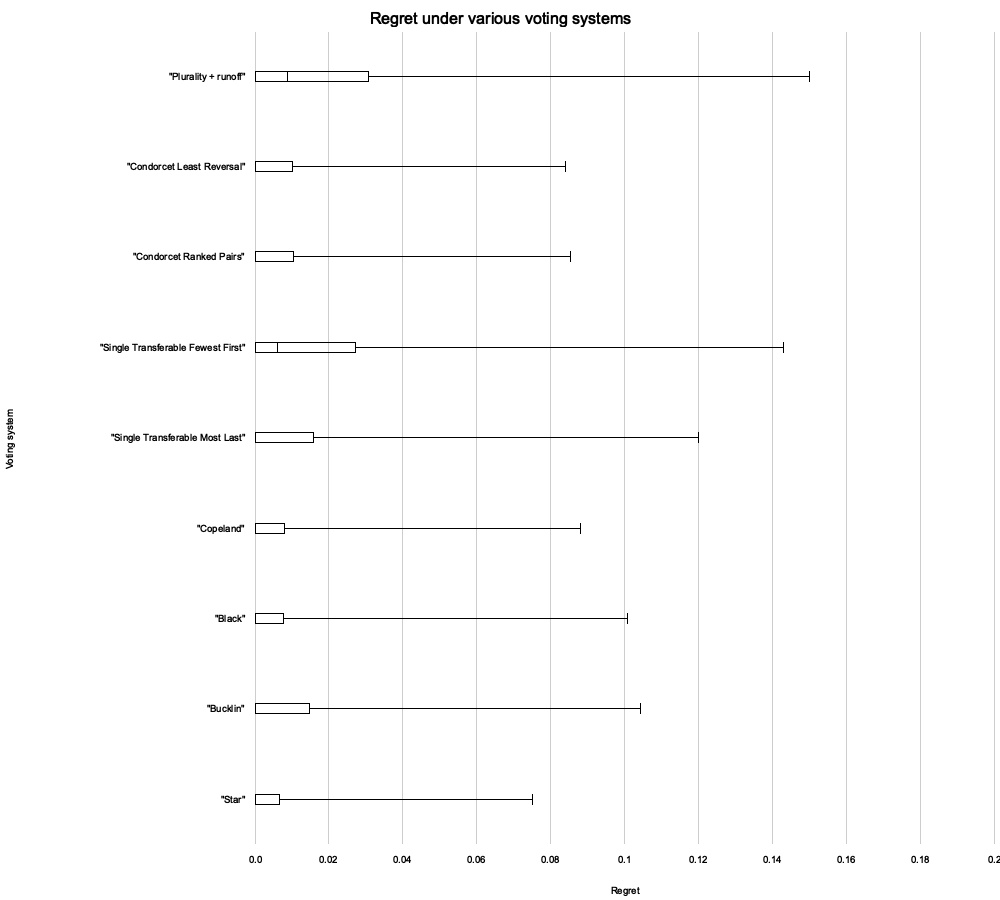 Regret under various voting systems
"Plurality + runoff"
"Condorcet Least Reversal"
"Condorcet Ranked Pairs"
"Single Transferable Fewest First"
"Single Transferable Most Last"
"Copeland"
"Black"
"Bucklin"
"Star"
Voting system
0.0 0.02 0.04 0.06 0.08 0.1 0.12 0.14 0.16 0.18 0.2
Regret